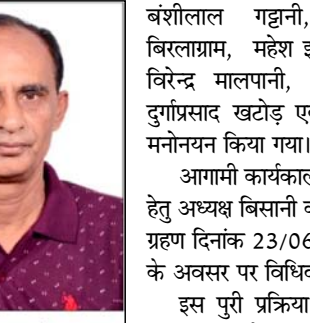 बंशीलाल गट्टानी,
बिरलाग्राम, महेश
विरेन्द्र मालपानी,
दुर्गाप्रसाद खटोड़
मनोनयन किया गया।
आगामी कार्यकाल
हेतु अध्यक्ष बिसानी
ग्रहण दिनांक 23/06
के अवसर पर
इस पुरी प्रक्रिया